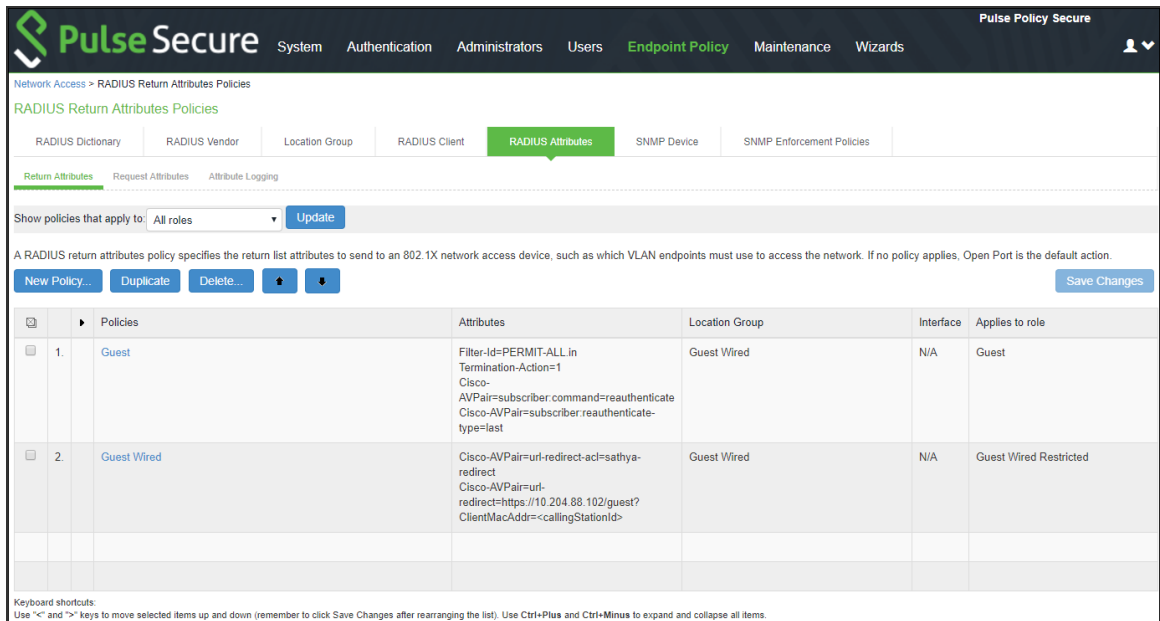 Pulse Policy Secure
Pulse Secure
System Authentication Administrators Users Endpoint Policy Maintenance Wizards
Network Access > RADIUS Return Attributes Policies
RADIUS Return Attributes Policies
RADIUS Dictionary RADIUS Vendor Location Group RADIUS Client RADIUS Attributes SNMP Device SNMP Enforcement Policies
Return Attributes Request Attributes Attribute Logging
Show policies that apply to: All roles Update
A RADIUS return attributes policy specifies the return list attributes to send to an 802.1X network access device, such as which VLAN endpoints must use to access the network. If no policy applies, Open Port is the default action.
New Policy... Duplicate Delete... Save Changes
Policies Attributes Location Group Interface Applies to role
1. Guest Filter-Id=PERMIT-ALL.in Guest Wired N/A Guest
Termination-Action=1
Cisco-
AVPair=subscriber:command=reauthenticate
Cisco-AVPair=subscriber:reauthenticate-
type=last
2. Guest Wired Cisco-AVPair=url-redirect-acl=sathya- Guest Wired N/A Guest Wired Restricted
redirect
Cisco-AVPair=url-
redirect=https://10.204.88.102/guest?
ClientMacAddr=<callingStationId>
Keyboard shortcuts:
Use "<" and ">" keys to move selected items up and down (remember to click Save Changes after rearranging the list). Use Ctrl+Plus and Ctrl+Minus to expand and collapse all items.